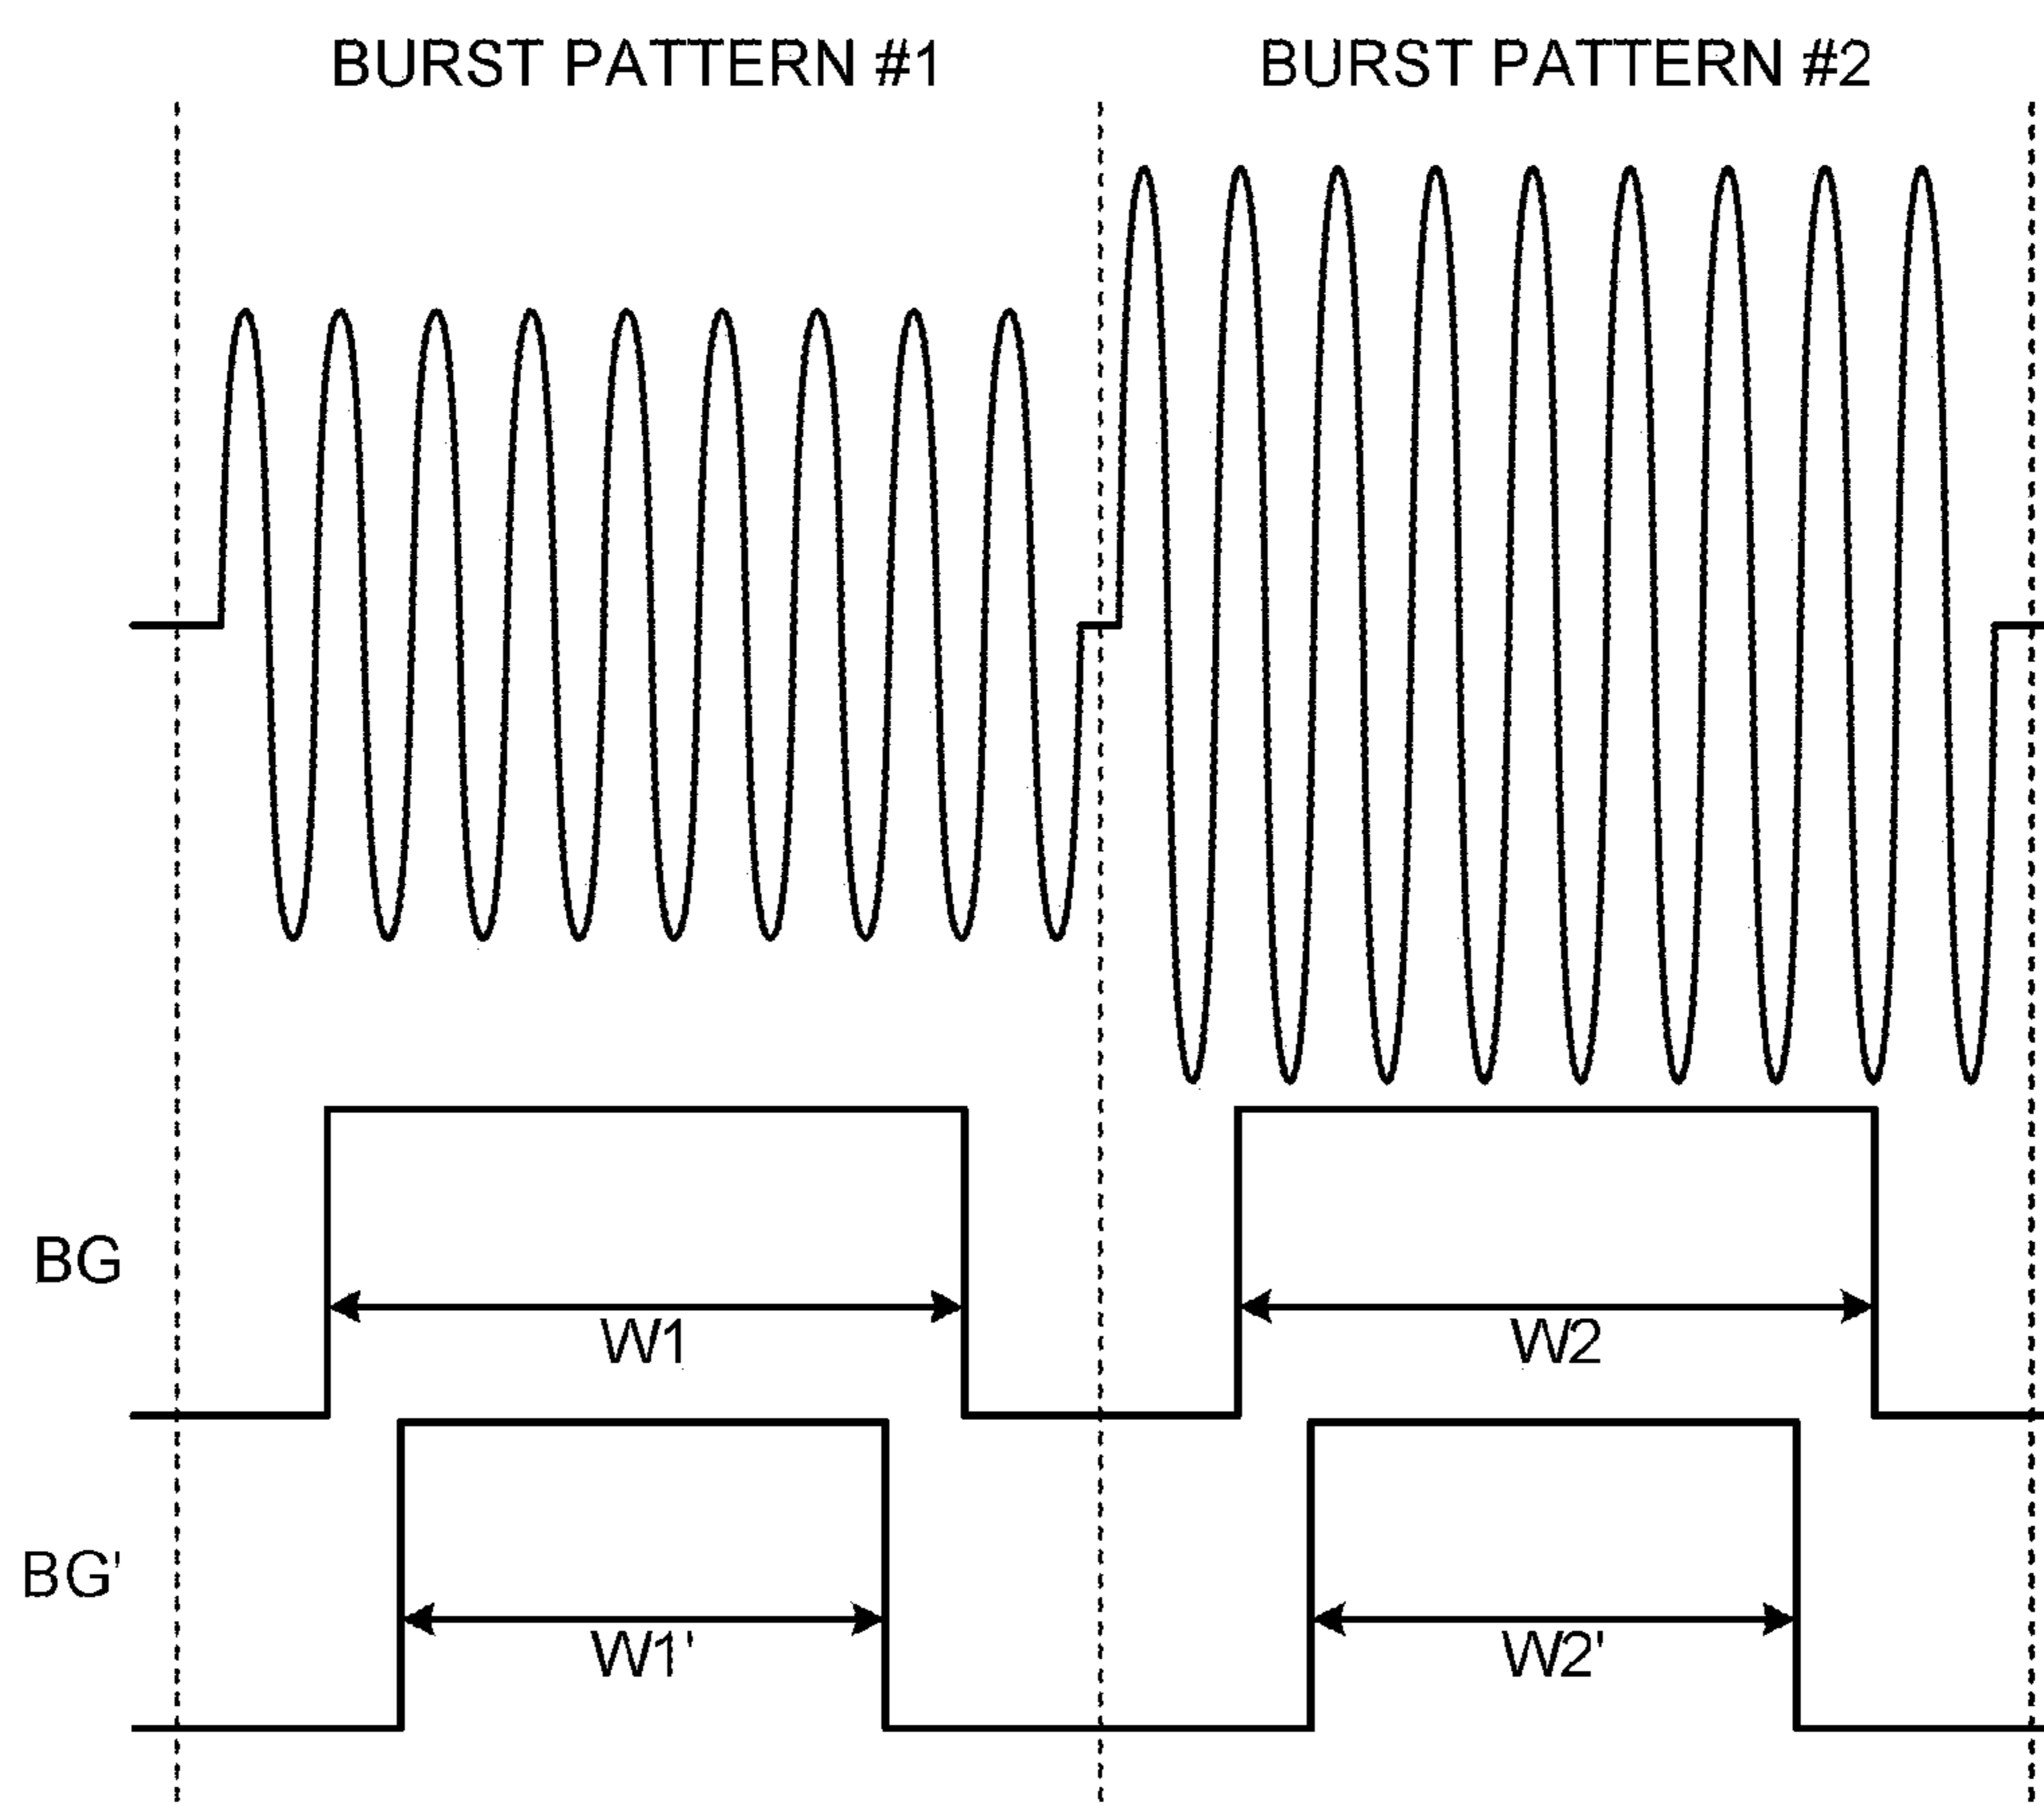 BURST PATTERN #1
BURST PATTERN #2
BG
W1
W2
BG'
W1'
W2'